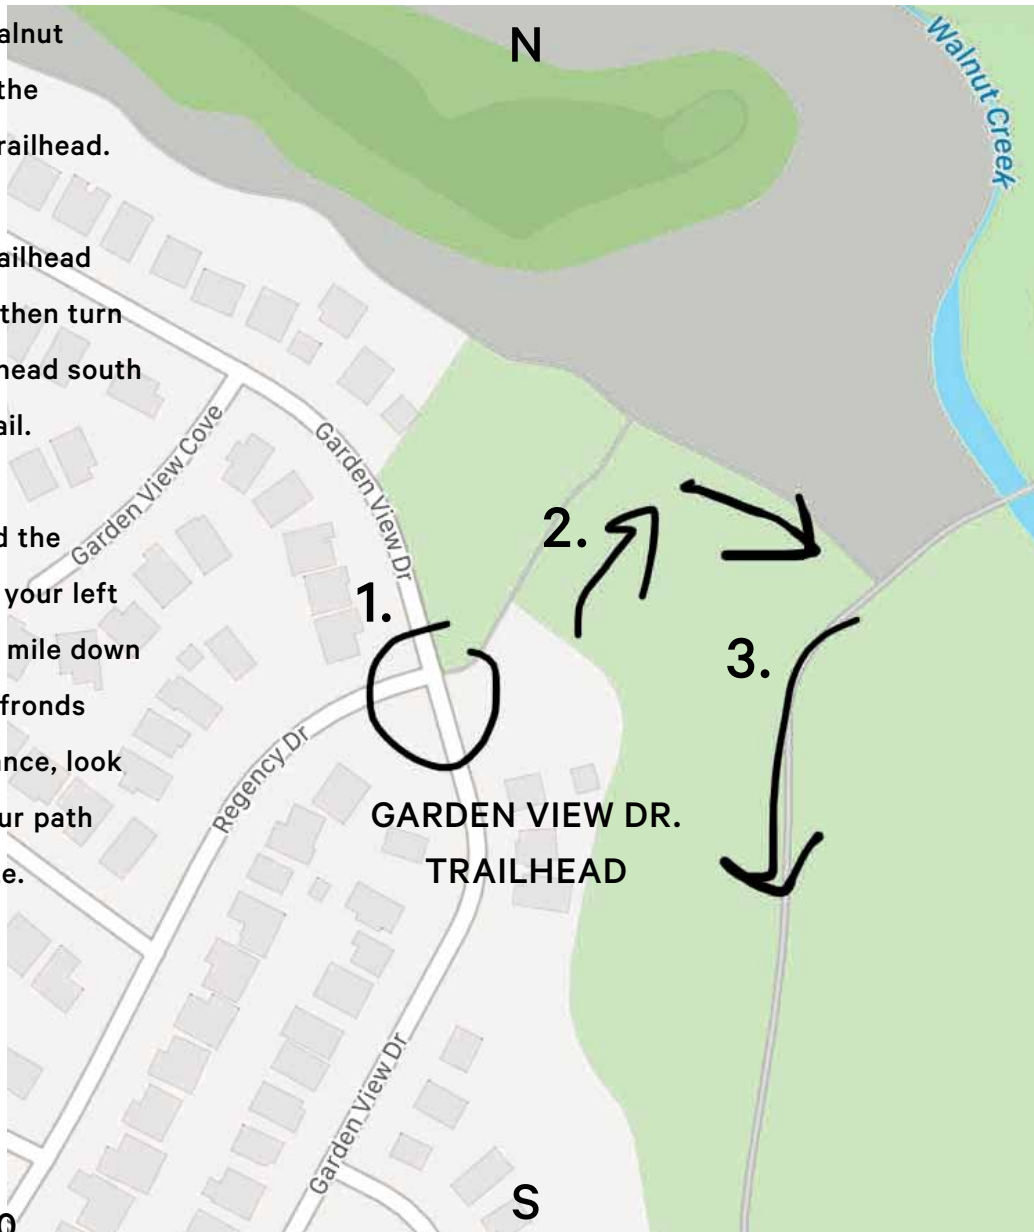 alnut
the
railhead.
ailhead
then turn
head south
ail.
d the
your left
mile down
fronds
ance, look
ur path
e.
0
N
Walnut Creek
Garden View Cove
Garden View Dr
1.
2.
3.
Regency Dr
GARDEN VIEW DR.
TRAILHEAD
Garden View Dr
S